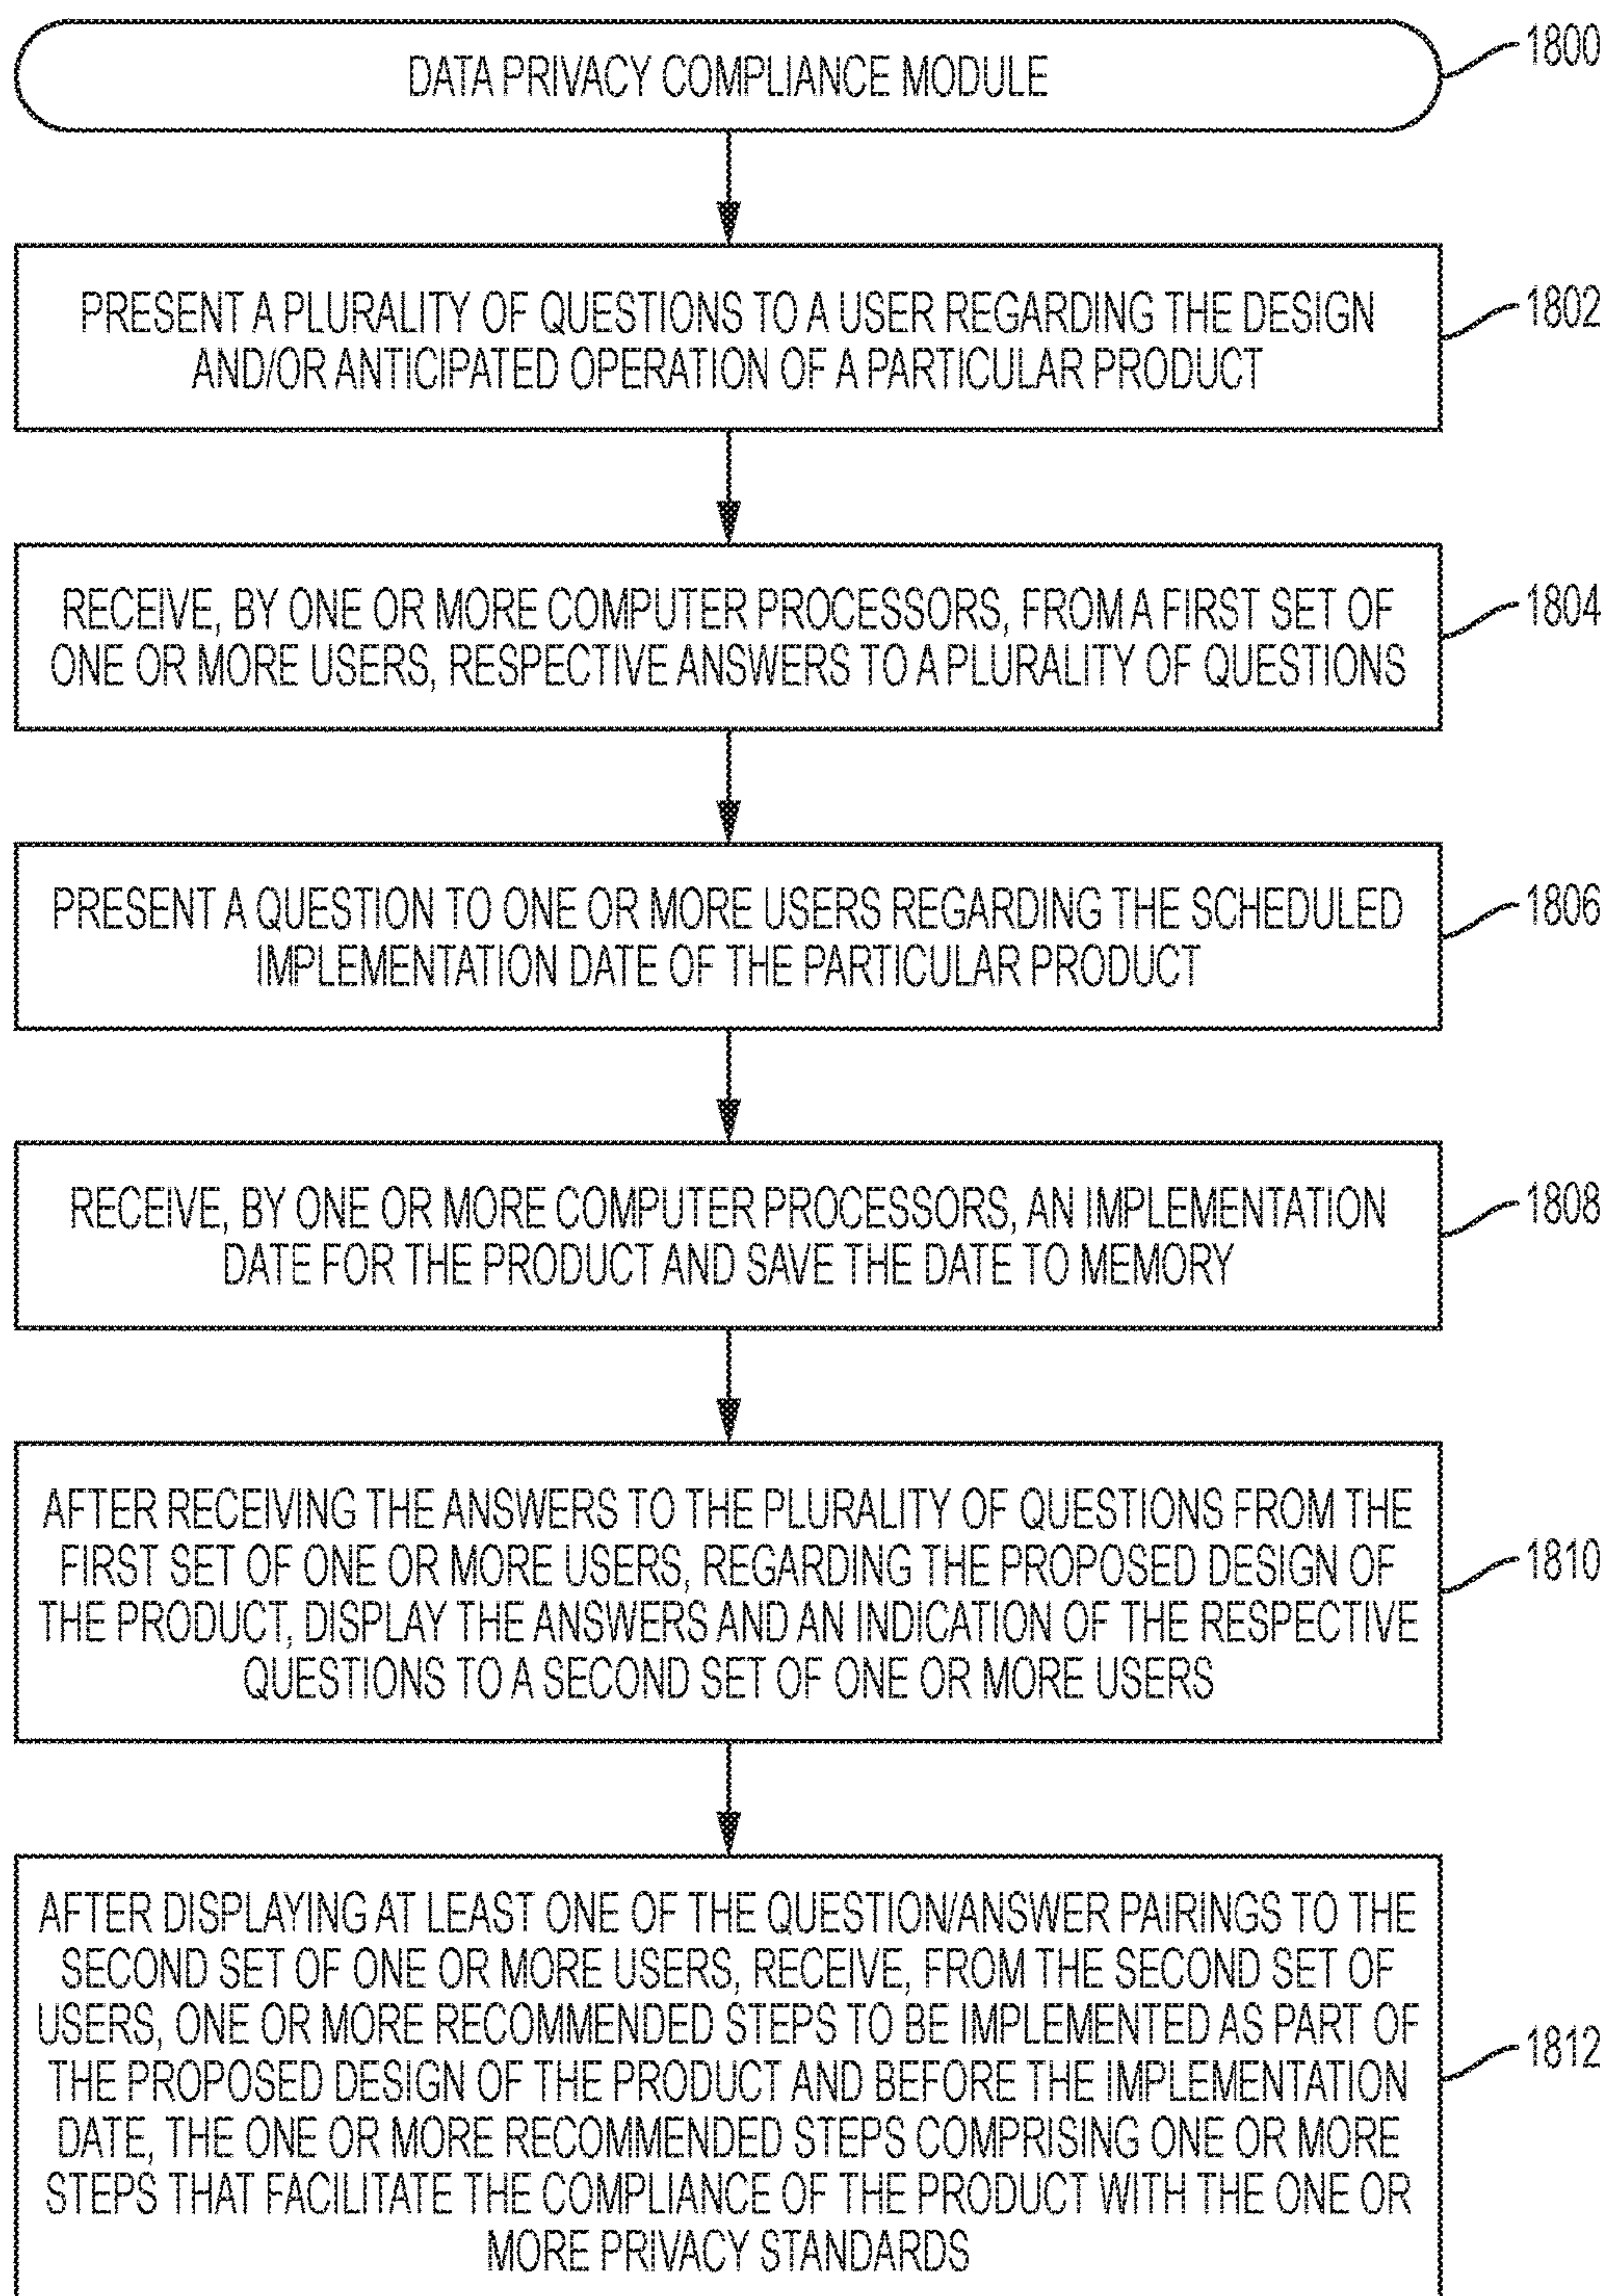 DATA PRIVACY COMPLIANCE MODULE
1800
PRESENT A PLURALITY OF QUESTIONS TO A USER REGARDING THE DESIGN
AND/OR ANTICIPATED OPERATION OF A PARTICULAR PRODUCT
1802
RECEIVE, BY ONE OR MORE COMPUTER PROCESSORS, FROM A FIRST SET OF
ONE OR MORE USERS, RESPECTIVE ANSWERS TO A PLURALITY OF QUESTIONS
1804
PRESENT A QUESTION TO ONE OR MORE USERS REGARDING THE SCHEDULED
IMPLEMENTATION DATE OF THE PARTICULAR PRODUCT
1806
RECEIVE, BY ONE OR MORE COMPUTER PROCESSORS, AN IMPLEMENTATION
DATE FOR THE PRODUCT AND SAVE THE DATE TO MEMORY
1808
AFTER RECEIVING THE ANSWERS TO THE PLURALITY OF QUESTIONS FROM THE
FIRST SET OF ONE OR MORE USERS, REGARDING THE PROPOSED DESIGN OF
THE PRODUCT, DISPLAY THE ANSWERS AND AN INDICATION OF THE RESPECTIVE
QUESTIONS TO A SECOND SET OF ONE OR MORE USERS
1810
AFTER DISPLAYING AT LEAST ONE OF THE QUESTION/ANSWER PAIRINGS TO THE
SECOND SET OF ONE OR MORE USERS, RECEIVE, FROM THE SECOND SET OF
USERS, ONE OR MORE RECOMMENDED STEPS TO BE IMPLEMENTED AS PART OF
THE PROPOSED DESIGN OF THE PRODUCT AND BEFORE THE IMPLEMENTATION
DATE, THE ONE OR MORE RECOMMENDED STEPS COMPRISING ONE OR MORE
STEPS THAT FACILITATE THE COMPLIANCE OF THE PRODUCT WITH THE ONE OR
MORE PRIVACY STANDARDS
1812